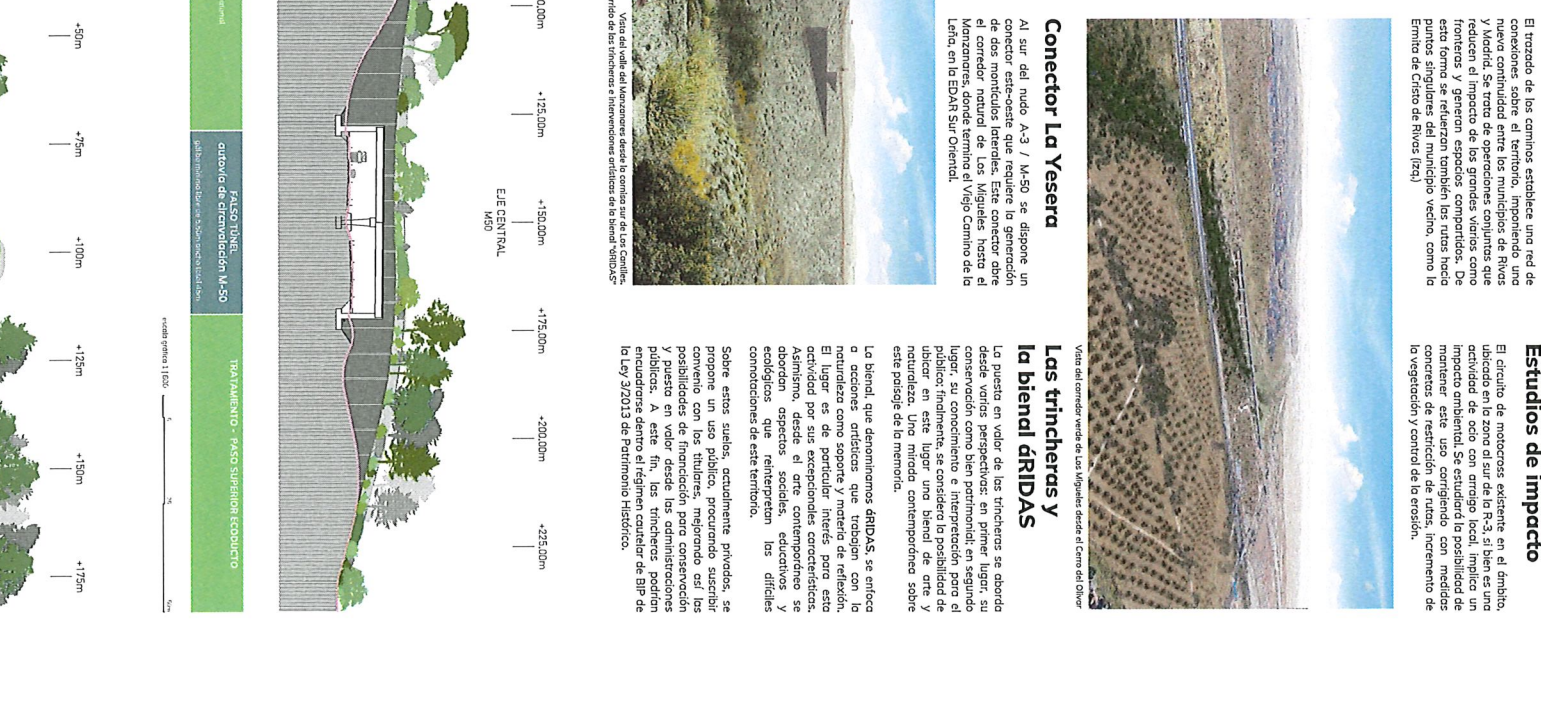 El trazado de los caminos establece una red de
conexiones sobre el territorio, imponiendo una
nueva continuidad entre los municipios de Rivas
y Madrid. Se trata de operaciones conjuntas que
reducen el impacto de los grandes viarios como
fronteras y generan espacios compartidos. De
esta forma se refuerzan también las rutas hacia
puntos singulares del municipio vecino, como la
Ermita de Cristo de Rivas (izq.)
Estudios de impacto
El circuito de motocross existente en el ámbito,
ubicado en la zona al sur de la R-3, si bien es una
actividad de ocio con arraigo local, implica un
impacto ambiental. Se estudiará la posibilidad de
mantener este uso corrigiendo con medidas
concretas de restricción de rutas, incremento de
la vegetación y control de la erosión.
Vista del corredor verde de Los Migueles desde el Cerro del Olivar
Conector La Yesera
Al sur del nudo A-3 / M-50 se dispone un
conector este-oeste que requiere la generación
de dos montículos laterales. Este conector abre
el corredor natural de Los Migueles hasta el
Manzanares, donde termina el Viejo Camino de la
Leña, en la EDAR Sur Oriental.
Vista del valle del Manzanares desde la cornisa sur de Los Cantiles.
rrido de las trincheras e intervenciones artísticas de la bienal "áRIDAS"
Las trincheras y
la bienal áRIDAS
La puesta en valor de las trincheras se aborda
desde varias perspectivas: en primer lugar, su
conservación como bien patrimonial; en segundo
lugar, su conocimiento e interpretación para el
público; finalmente, se considera la posibilidad de
ubicar en este lugar una bienal de arte y
naturaleza. Una mirada contemporánea sobre
este paisaje de la memoria.
La bienal, que denominamos áRIDAS, se enfoca
a acciones artísticas que trabajan con la
naturaleza como soporte y materia de reflexión.
El lugar es de particular interés para esta
actividad por sus excepcionales características.
Asimismo, desde el arte contemporáneo se
abordan aspectos sociales, educativos y
ecológicos que reinterpretan las difíciles
connotaciones de este territorio.
Sobre estos suelos, actualmente privados, se
propone un uso público, procurando suscribir
convenio con los titulares, mejorando así las
posibilidades de financiación para conservación
y puesta en valor desde las administraciones
públicas. A este fin, las trincheras podrían
encuadrarse dentro el régimen cautelar de BIP de
la Ley 3/2013 de Patrimonio Histórico.
0,00m
+125,00m
+150,00m
+175,00m
+200,00m
+225,00m
EJE CENTRAL
M50
FALSO TÚNEL
autovía de circunvalación M-50
TRATAMIENTO - PASO SUPERIOR ECODUCTO
escala gráfica 1 | 600
+50m
+75m
+100m
+125m
+150m
+175m